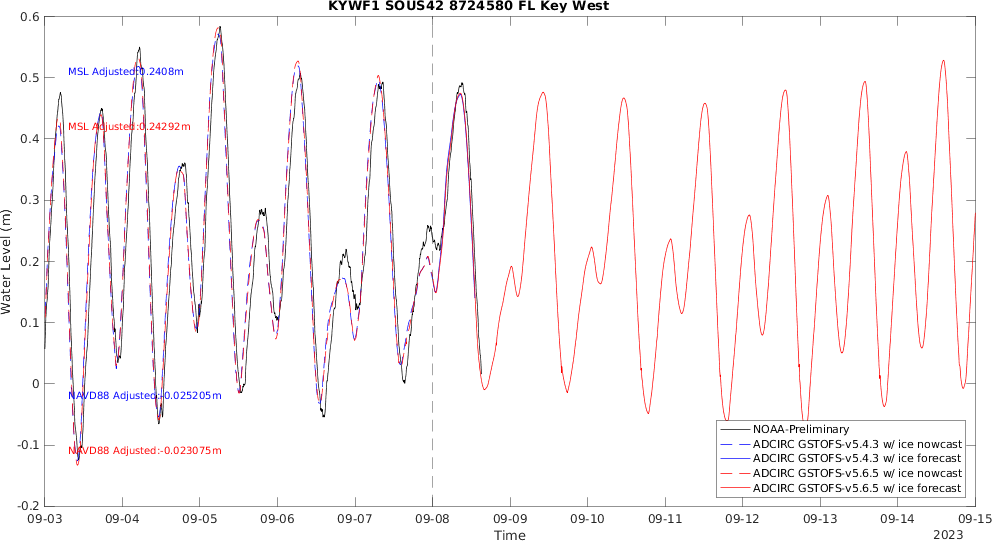 KYWF1 SOUS42 8724580 FL Key West
0.6
0.5
0.4
0.3
0.2
0.1
0
-0.1
-0.2
Water Level (m)
MSL Adjusted:0.2408m
MSL Adjusted:0.24292m
NAVD88 Adjusted:-0.025205m
NAVD88 Adjusted:-0.023075m
NOAA-Preliminary
ADCIRC GSTOFS-v5.4.3 w/ ice nowcast
ADCIRC GSTOFS-v5.4.3 w/ ice forecast
ADCIRC GSTOFS-v5.6.5 w/ ice nowcast
ADCIRC GSTOFS-v5.6.5 w/ ice forecast
09-03 09-04 09-05 09-06 09-07 09-08 09-09 09-10 09-11 09-12 09-13 09-14 09-15
Time
2023